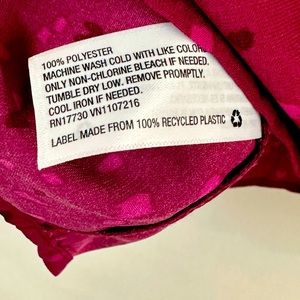 100% POLYESTER
MACHINE WASH COLD WITH LIKE COLORS
ONLY NON-CHLORINE BLEACH IF NEEDED.
TUMBLE DRY LOW. REMOVE PROMPTLY.
COOL IRON IF NEEDED.
RN17730 VN1107216
LABEL MADE FROM 100% RECYCLED PLASTIC